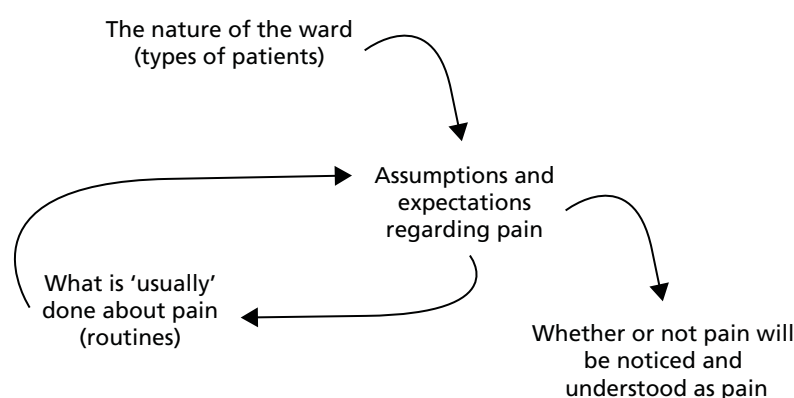 The nature of the ward
(types of patients)
Assumptions and
expectations
regarding pain
What is ‘usually’
done about pain
(routines)
Whether or not pain will
be noticed and
understood as pain